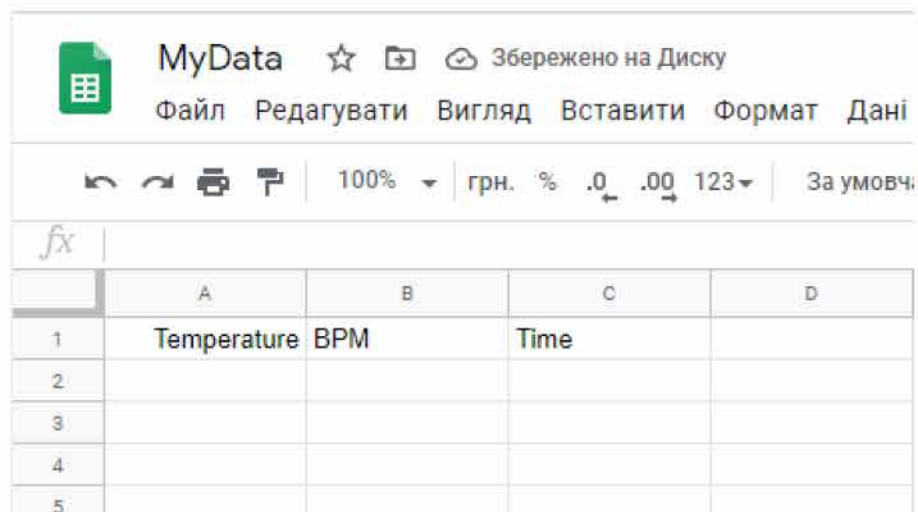 MyData Збережено на Диску
Файл Редагувати Вигляд Вставити Формат Дані
100% грн. % .0 .00 123
fx
A B C D
1 Temperature BPM Time
2
3
4
5